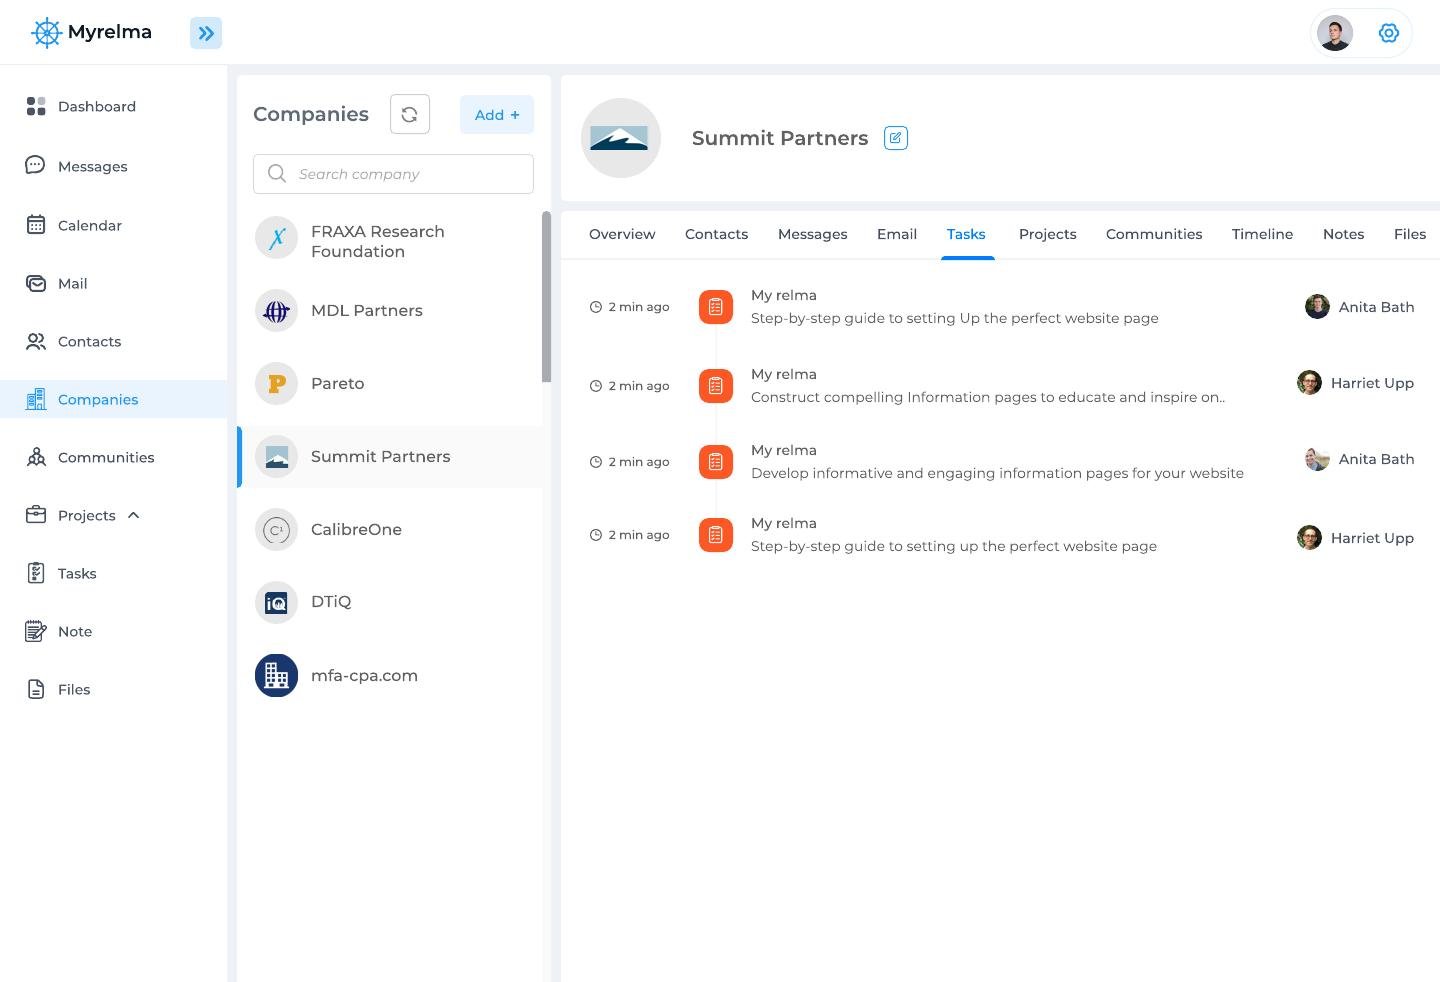 Myrelma
Dashboard
Messages
Calendar
Mail
Contacts
Companies
Communities
Projects
Tasks
Note
Files
Companies
Add +
Search company
FRAXA Research
Foundation
MDL Partners
P
Pareto
Summit Partners
C¹
CalibreOne
iQ
DTiQ
mfa-cpa.com
Summit Partners
Overview Contacts Messages Email Tasks Projects Communities Timeline Notes Files
2 min ago
My relma
Step-by-step guide to setting Up the perfect website page
Anita Bath
2 min ago
My relma
Construct compelling Information pages to educate and inspire on..
Harriet Upp
2 min ago
My relma
Develop informative and engaging information pages for your website
Anita Bath
2 min ago
My relma
Step-by-step guide to setting up the perfect website page
Harriet Upp